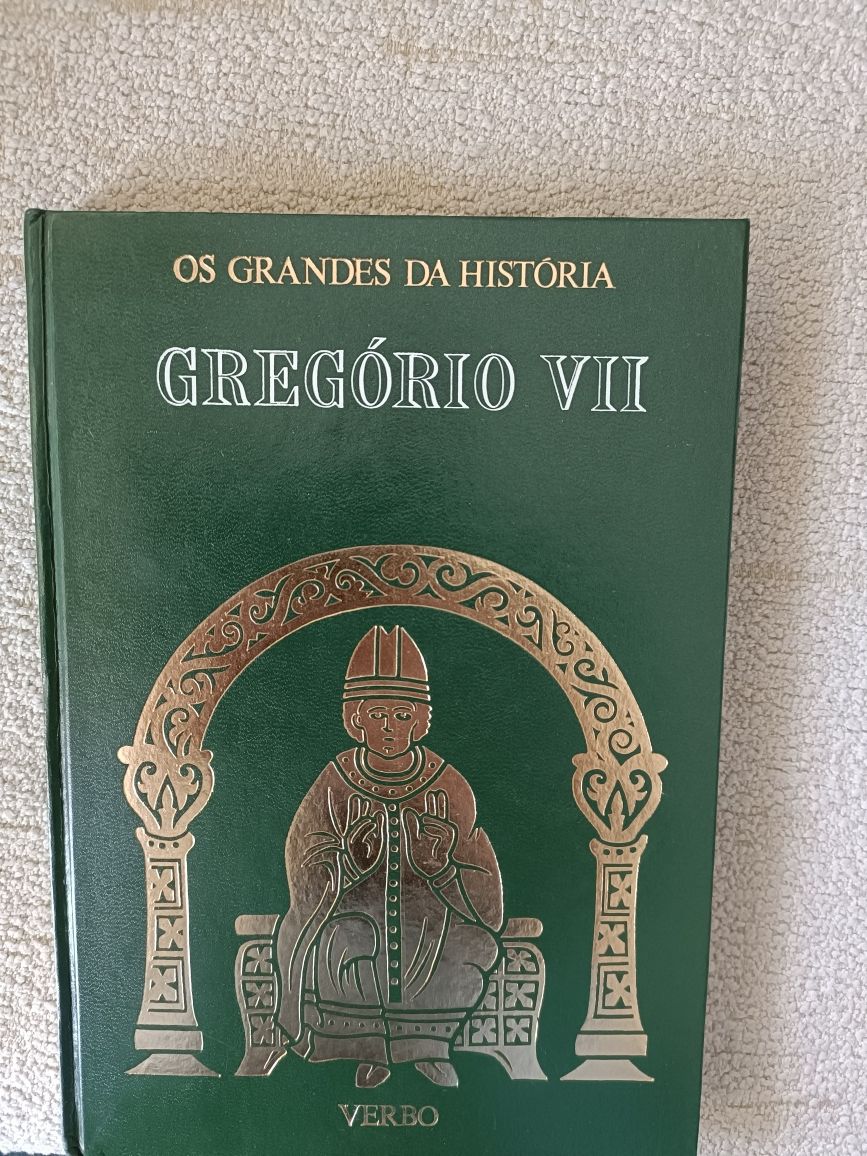 OS GRANDES DA HISTÓRIA
GREGÓRIO VII
VERBO